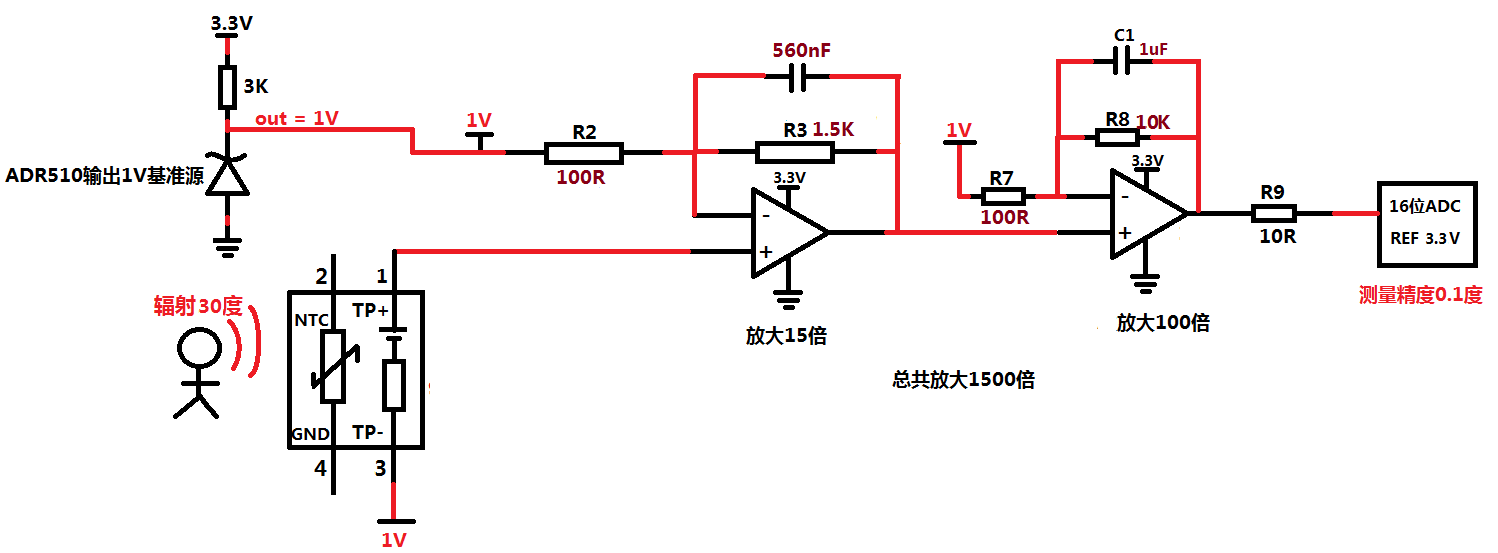 3.3V
3K
out = 1V
ADR510输出1V基准源
1V
R2
100R
560nF
R3 1.5K
3.3V
-
+
放大15倍
1V
R7
100R
C1
1uF
R8 10K
3.3V
-
+
放大100倍
R9
10R
16位ADC
REF 3.3V
测量精度0.1度
总共放大1500倍
辐射30度
2
1
NTC
TP+
GND
TP-
4
3
1V